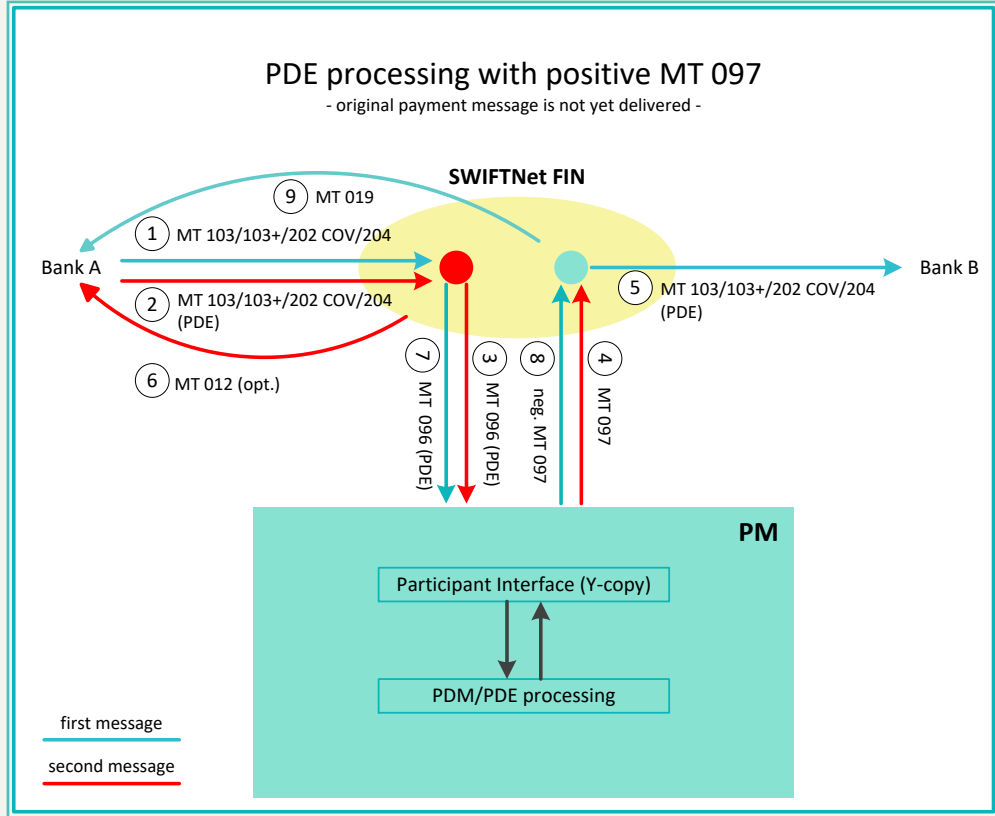 PDE processing with positive MT 097
- original payment message is not yet delivered -
SWIFTNet FIN
9 MT 019
1 MT 103/103+/202 COV/204
Bank A
Bank B
2 MT 103/103+/202 COV/204
(PDE)
5 MT 103/103+/202 COV/204
(PDE)
6 MT 012 (opt.)
7 MT 096 (PDE)
3 MT 096 (PDE)
8 neg. MT 097
4 MT 097
PM
Participant Interface (Y-copy)
PDM/PDE processing
first message
second message